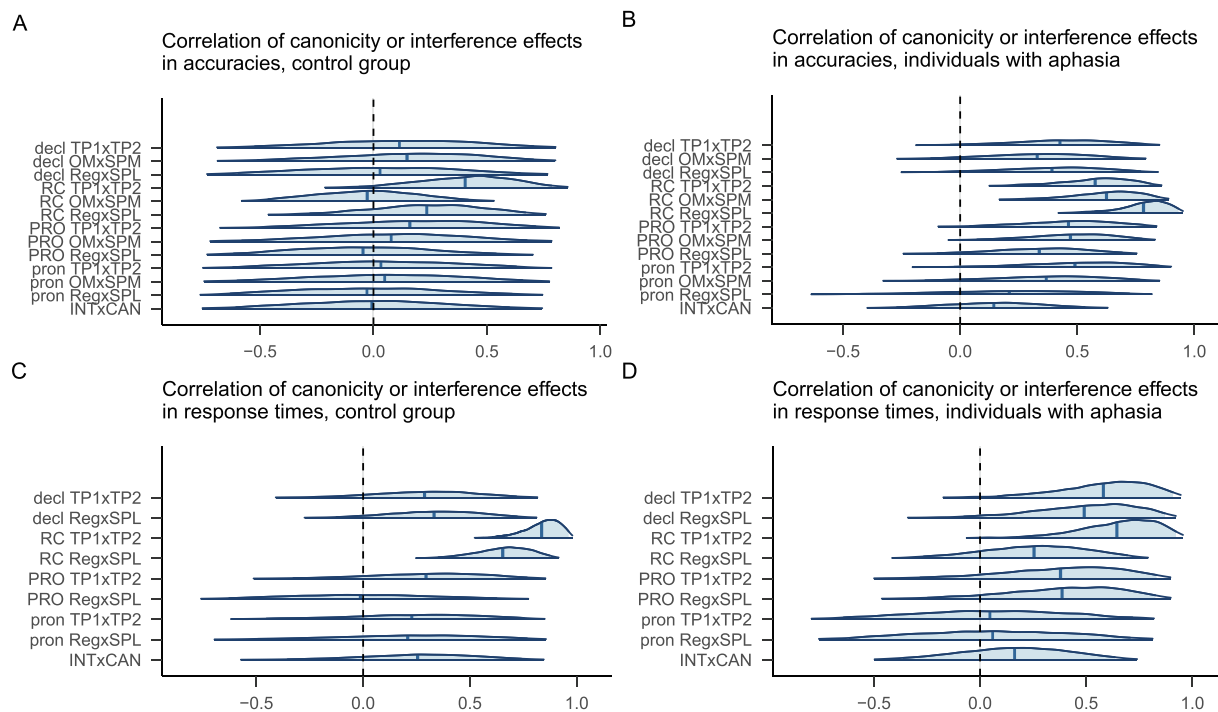 A
Correlation of canonicity or interference effects
in accuracies, control group
decl TP1xTP2
decl OMxSPM
decl RegxSPL
RC TP1xTP2
RC OMxSPM
RC RegxSPL
PRO TP1xTP2
PRO OMxSPM
PRO RegxSPL
pron TP1xTP2
pron OMxSPM
pron RegxSPL
INTxCAN
−0.5 0.0 0.5 1.0
B
Correlation of canonicity or interference effects
in accuracies, individuals with aphasia
decl TP1xTP2
decl OMxSPM
decl RegxSPL
RC TP1xTP2
RC OMxSPM
RC RegxSPL
PRO TP1xTP2
PRO OMxSPM
PRO RegxSPL
pron TP1xTP2
pron OMxSPM
pron RegxSPL
INTxCAN
−0.5 0.0 0.5 1.0
C
Correlation of canonicity or interference effects
in response times, control group
decl TP1xTP2
decl RegxSPL
RC TP1xTP2
RC RegxSPL
PRO TP1xTP2
PRO RegxSPL
pron TP1xTP2
pron RegxSPL
INTxCAN
−0.5 0.0 0.5 1.0
D
Correlation of canonicity or interference effects
in response times, individuals with aphasia
decl TP1xTP2
decl RegxSPL
RC TP1xTP2
RC RegxSPL
PRO TP1xTP2
PRO RegxSPL
pron TP1xTP2
pron RegxSPL
INTxCAN
−0.5 0.0 0.5 1.0